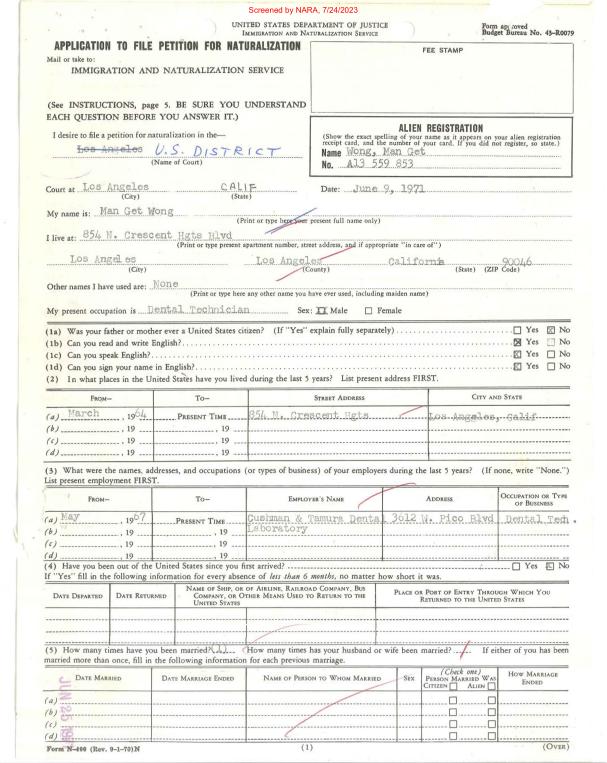 Screened by NARA, 7/24/2023
UNITED STATES DEPARTMENT OF JUSTICE
IMMIGRATION AND NATURALIZATION SERVICE
Form approved
Budget Bureau No. 43-R0079
APPLICATION TO FILE PETITION FOR NATURALIZATION
Mail or take to:
IMMIGRATION AND NATURALIZATION SERVICE
FEE STAMP
(See INSTRUCTIONS, page 5. BE SURE YOU UNDERSTAND
EACH QUESTION BEFORE YOU ANSWER IT.)
I desire to file a petition for naturalization in the—
Los Angeles U.S. DISTRICT
(Name of Court)
ALIEN REGISTRATION
(Show the exact spelling of your name as it appears on your alien registration
receipt card, and the number of your card. If you did not register, so state.)
Name Wong, Man Get
No. A13 559 853
Court at Los Angeles CALIF Date: June 9, 1971
(City) (State)
My name is: Man Get Wong
(Print or type here your present full name only)
I live at: 854 N. Crescent Hgts Blvd
(Print or type present apartment number, street address, and if appropriate "in care of")
Los Angeles Los Angeles California 90046
(City) (County) (State) (ZIP Code)
Other names I have used are: None
(Print or type here any other name you have ever used, including maiden name)
My present occupation is Dental Technician Sex: Male Female
(1a) Was your father or mother ever a United States citizen? (If "Yes" explain fully separately) Yes No
(1b) Can you read and write English? Yes No
(1c) Can you speak English? Yes No
(1d) Can you sign your name in English? Yes No
(2) In what places in the United States have you lived during the last 5 years? List present address FIRST.
FROM— TO— STREET ADDRESS CITY AND STATE
(a) March , 1964 PRESENT TIME 854 N. Crescent Hgts Los Angeles, Calif
(b) , 19 , 19
(c) , 19 , 19
(d) , 19 , 19
(3) What were the names, addresses, and occupations (or types of business) of your employers during the last 5 years? (If none, write "None.")
List present employment FIRST.
FROM— TO— EMPLOYER'S NAME ADDRESS OCCUPATION OR TYPE OF BUSINESS
(a) May , 1967 PRESENT TIME Cushman & Tamura Dental 3612 W. Pico Blvd Dental Tech.
(b) , 19 , 19 Laboratory
(c) , 19 , 19
(d) , 19 , 19
(4) Have you been out of the United States since you first arrived? Yes No
If "Yes" fill in the following information for every absence of less than 6 months, no matter how short it was.
DATE DEPARTED DATE RETURNED NAME OF SHIP, OR OF AIRLINE, RAILROAD COMPANY, BUS COMPANY, OR OTHER MEANS USED TO RETURN TO THE UNITED STATES PLACE OR PORT OF ENTRY THROUGH WHICH YOU RETURNED TO THE UNITED STATES
(5) How many times have you been married? (1) How many times has your husband or wife been married? 1 If either of you has been
married more than once, fill in the following information for each previous marriage.
DATE MARRIED DATE MARRIAGE ENDED NAME OF PERSON TO WHOM MARRIED SEX (Check one) PERSON MARRIED WAS CITIZEN ALIEN HOW MARRIAGE ENDED
(a)
(b)
(c)
(d)
JUN 25
Form N-400 (Rev. 9-1-70)N (1) (OVER)